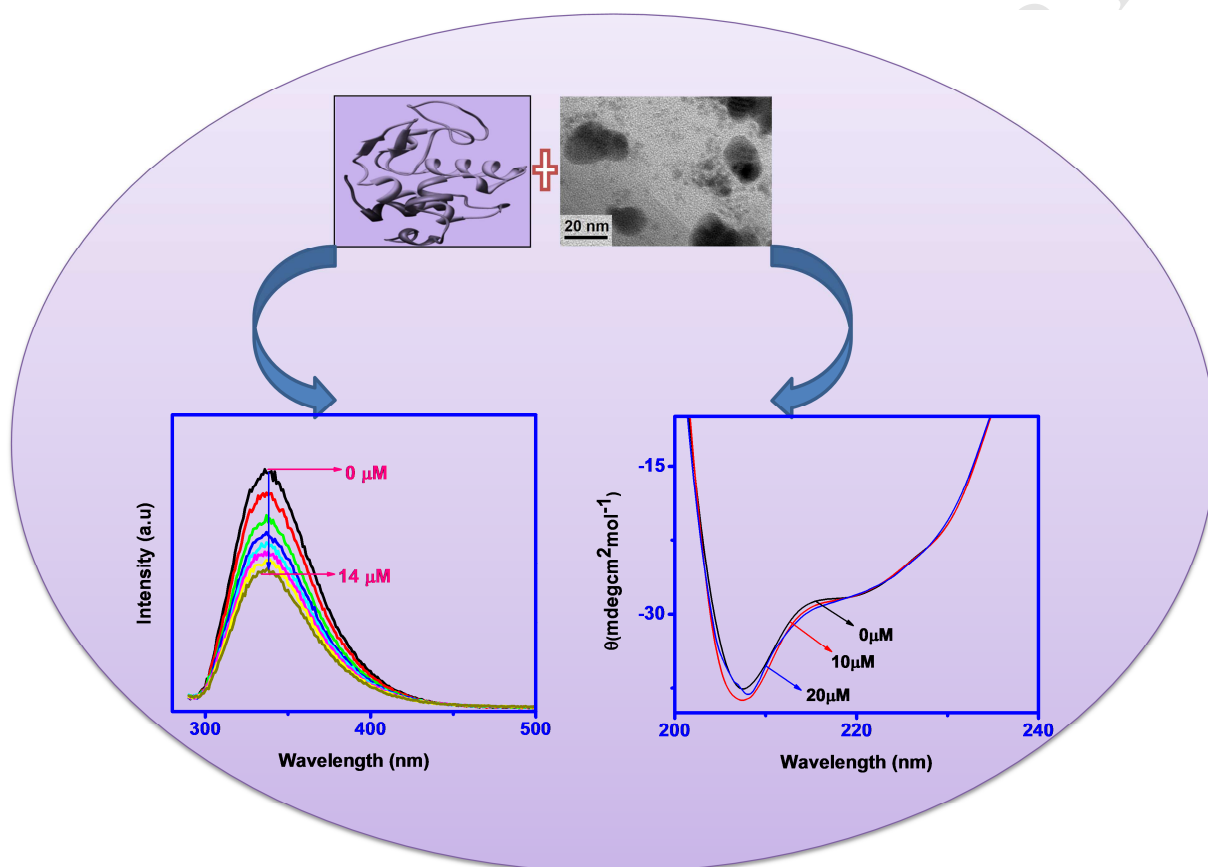 20 nm
0 μM
14 μM
Intensity (a.u)
300
400
500
Wavelength (nm)
-15
-30
θ(mdegcm²mol⁻¹)
0μM
10μM
20μM
200
220
240
Wavelength (nm)